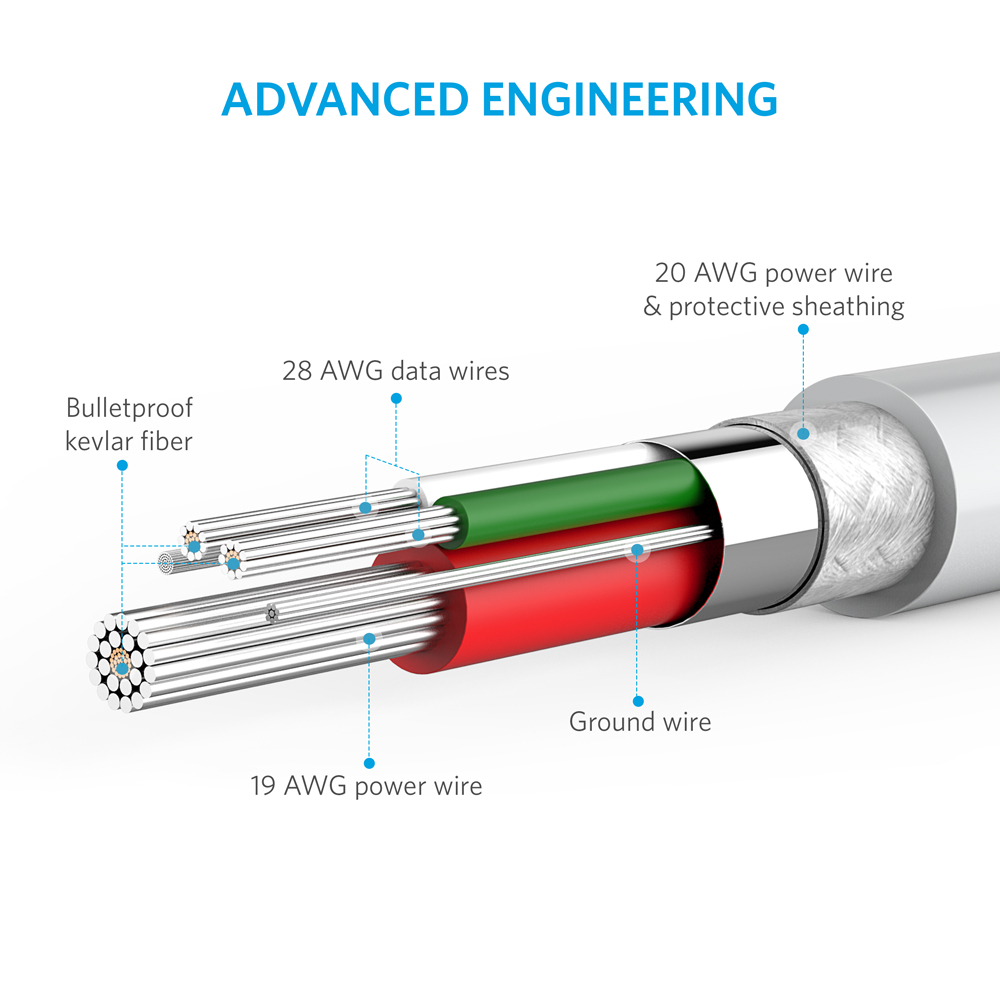 ADVANCED ENGINEERING
20 AWG power wire
& protective sheathing
28 AWG data wires
Bulletproof
kevlar fiber
Ground wire
19 AWG power wire